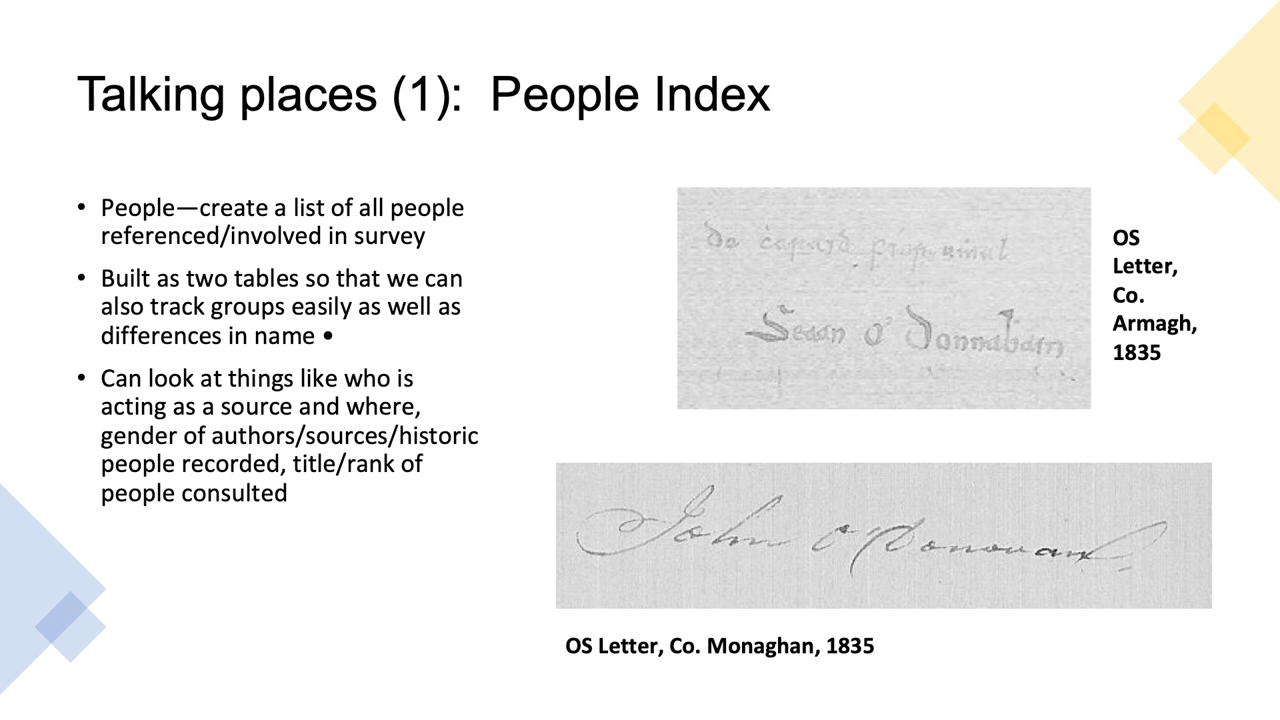 Talking places (1): People Index
• People—create a list of all people
referenced/involved in survey
• Built as two tables so that we can
also track groups easily as well as
differences in name •
• Can look at things like who is
acting as a source and where,
gender of authors/sources/historic
people recorded, title/rank of
people consulted
Do
Seaan O' Donnabain
OS
Letter,
Co.
Armagh,
1835
John O'Donovan
OS Letter, Co. Monaghan, 1835